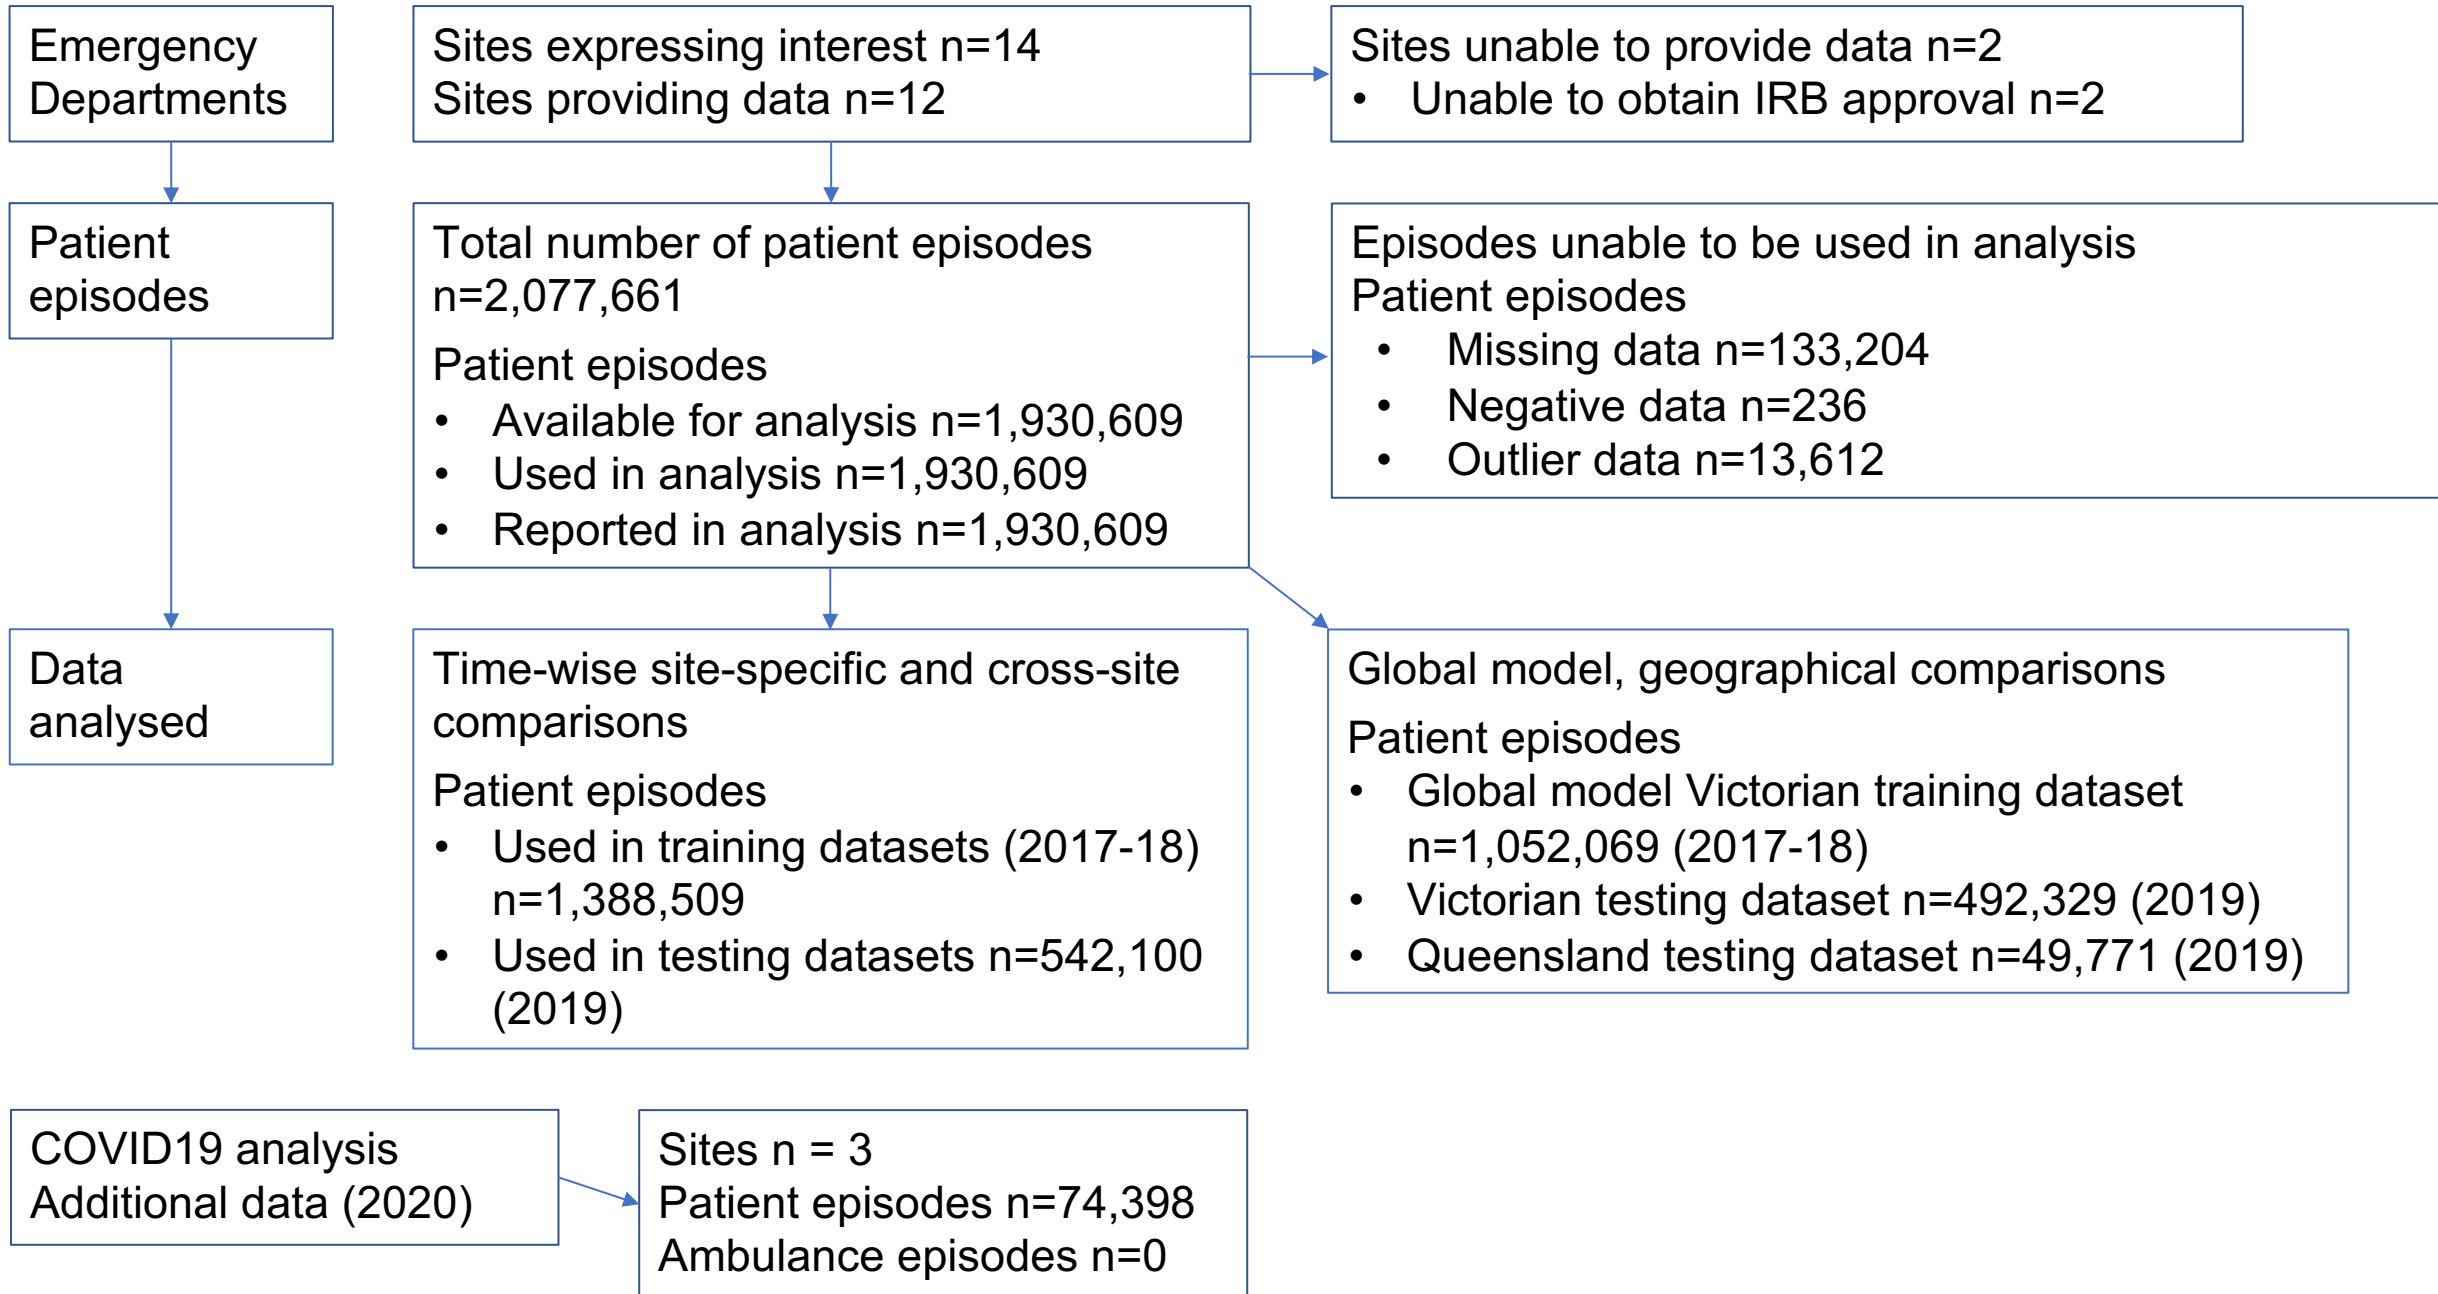 Emergency
Departments
Sites expressing interest n=14
Sites providing data n=12
Sites unable to provide data n=2
• Unable to obtain IRB approval n=2
Patient
episodes
Total number of patient episodes
n=2,077,661
Patient episodes
• Available for analysis n=1,930,609
• Used in analysis n=1,930,609
• Reported in analysis n=1,930,609
Episodes unable to be used in analysis
Patient episodes
• Missing data n=133,204
• Negative data n=236
• Outlier data n=13,612
Data
analysed
Time-wise site-specific and cross-site
comparisons
Patient episodes
• Used in training datasets (2017-18)
n=1,388,509
• Used in testing datasets n=542,100
(2019)
Global model, geographical comparisons
Patient episodes
• Global model Victorian training dataset
n=1,052,069 (2017-18)
• Victorian testing dataset n=492,329 (2019)
• Queensland testing dataset n=49,771 (2019)
COVID19 analysis
Additional data (2020)
Sites n = 3
Patient episodes n=74,398
Ambulance episodes n=0